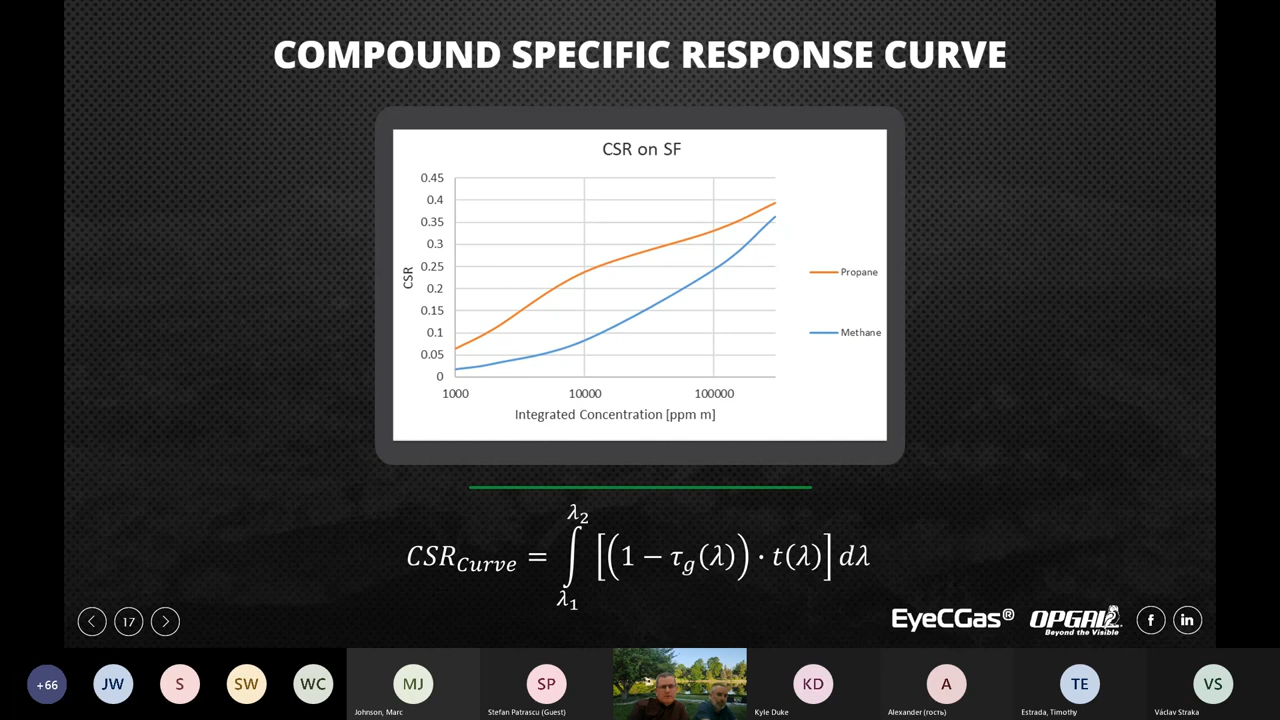 COMPOUND SPECIFIC RESPONSE CURVE
CSR on SF
0.45
0.4
0.35
0.3
0.25
0.2
0.15
0.1
0.05
0
CSR
1000 10000 100000
Integrated Concentration [ppm m]
Propane
Methane
λ2
CSR_Curve = ∫ [(1 − τg(λ)) · t(λ)] dλ
λ1
17
EyeCGas®
OPGAL
Beyond the Visible
f
in
+66
JW
S
SW
WC
MJ
Johnson, Marc
SP
Stefan Patrascu (Guest)
KD
Kyle Duke
A
Alexander (гость)
TE
Estrada, Timothy
VS
Václav Straka